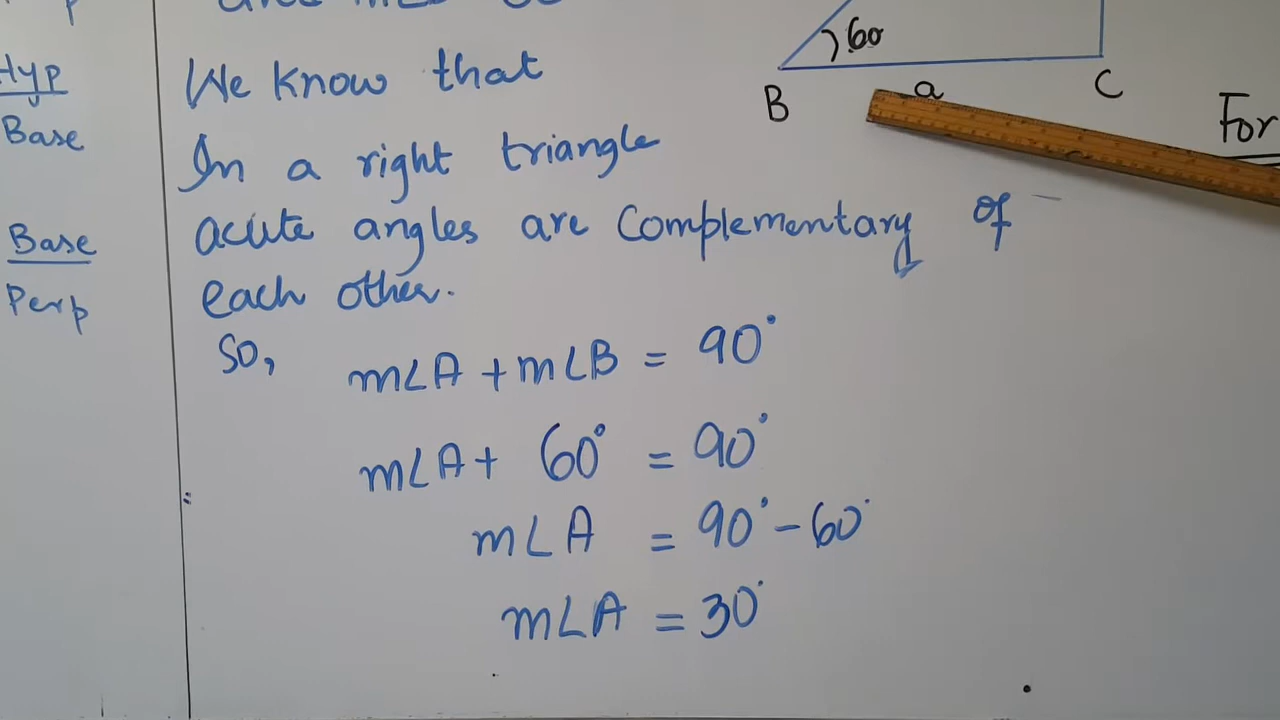 Hyp
Base
Base
Perp
We know that
In a right triangle
acute angles are Complementary of
each other.
So,
m∠A + m∠B = 90°
m∠A + 60° = 90°
m∠A = 90° - 60°
m∠A = 30°
60
B
a
C
For